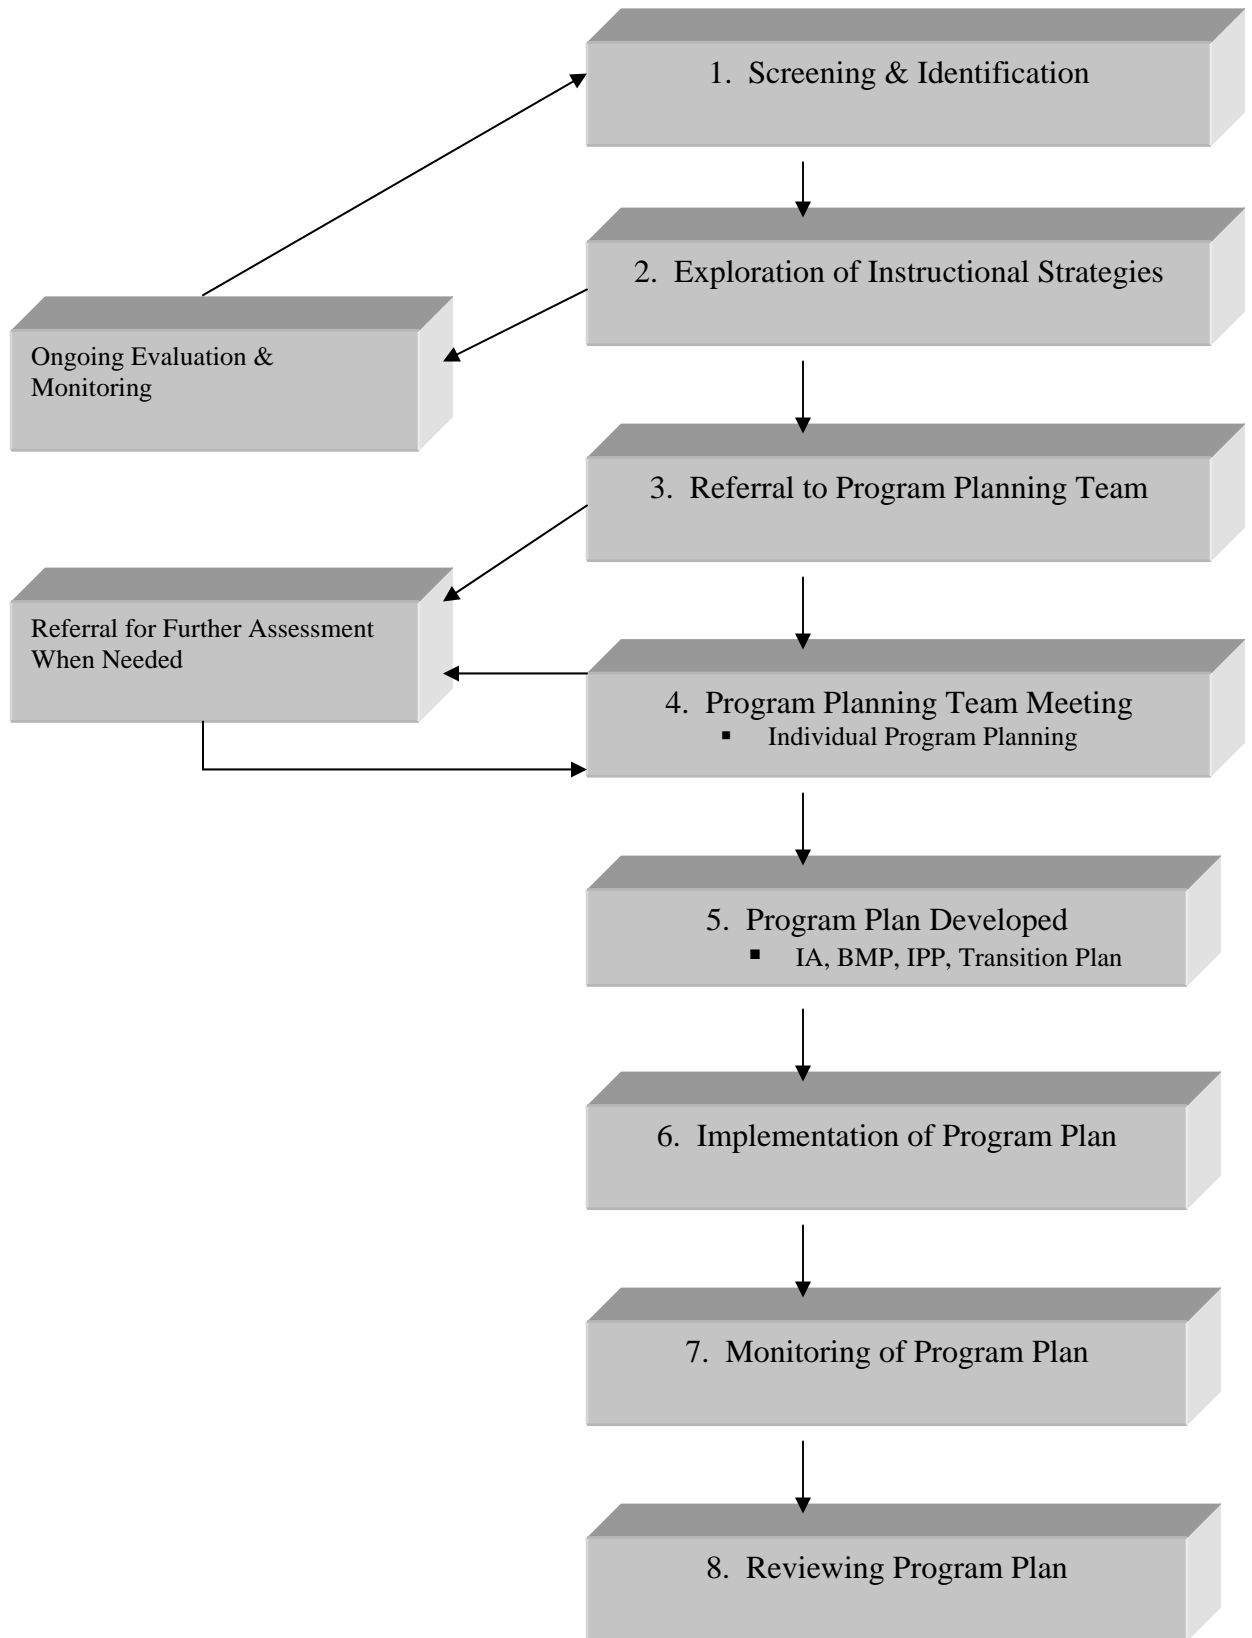 1. Screening & Identification
2. Exploration of Instructional Strategies
Ongoing Evaluation &
Monitoring
3. Referral to Program Planning Team
Referral for Further Assessment
When Needed
4. Program Planning Team Meeting
▪ Individual Program Planning
5. Program Plan Developed
▪ IA, BMP, IPP, Transition Plan
6. Implementation of Program Plan
7. Monitoring of Program Plan
8. Reviewing Program Plan